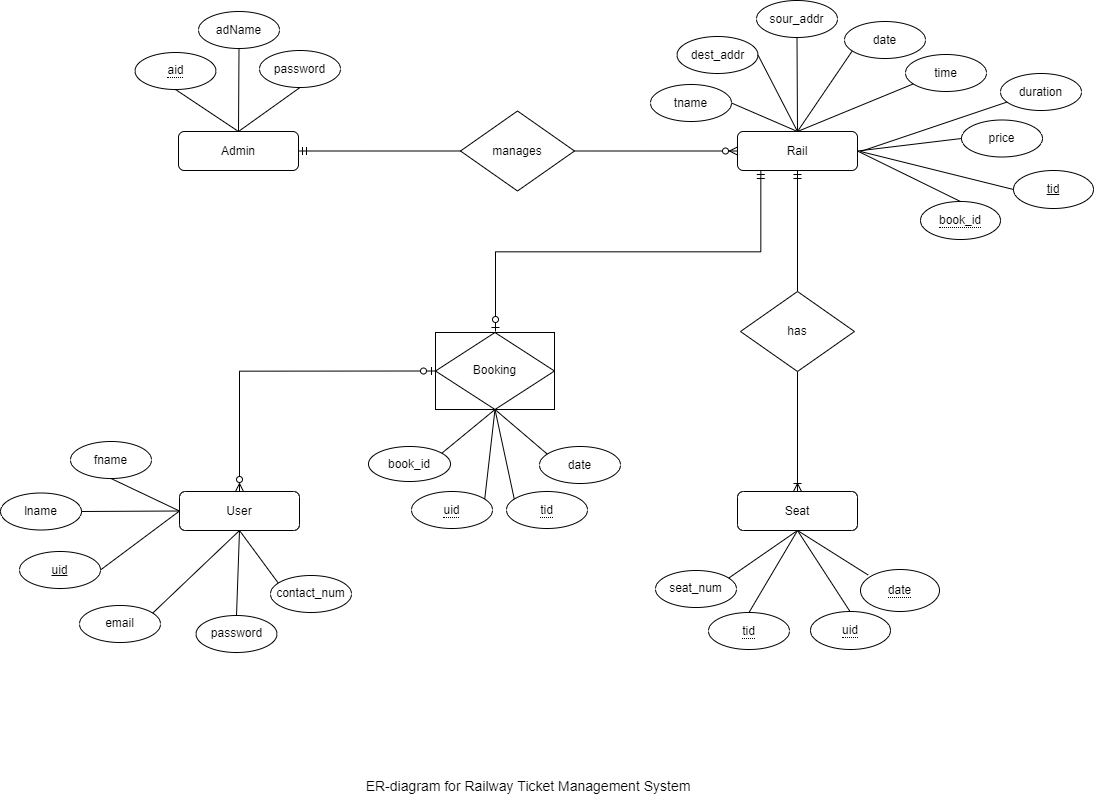 sour_addr
adName
date
dest_addr
aid
password
time
duration
tname
price
Admin
manages
Rail
tid
book_id
has
Booking
fname
book_id
date
lname
uid
tid
User
Seat
uid
seat_num
date
contact_num
email
password
tid
uid
ER-diagram for Railway Ticket Management System